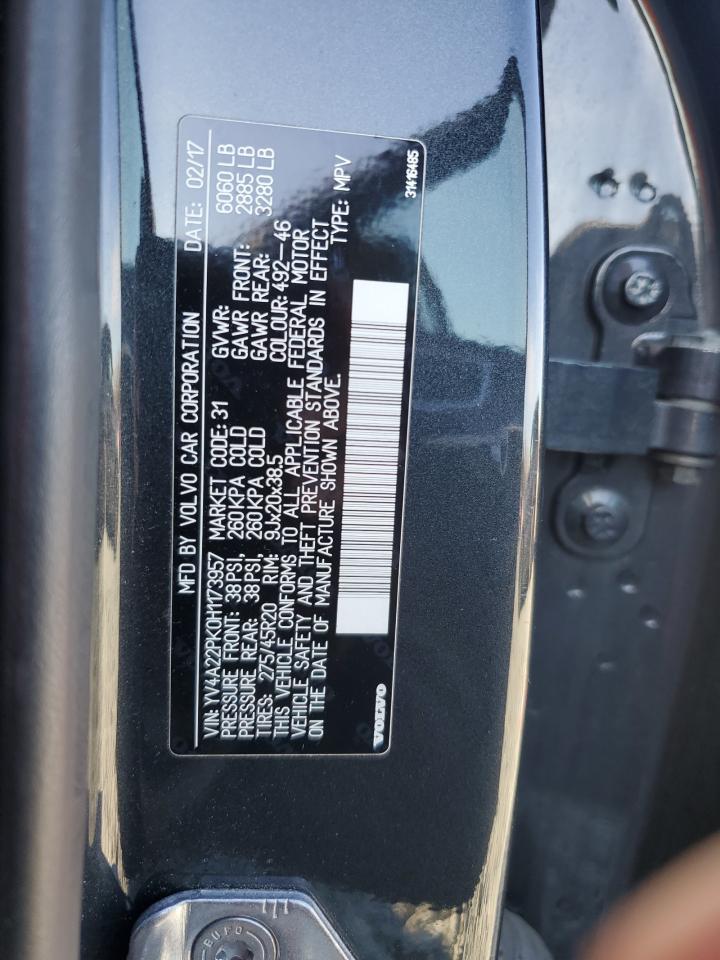 MFD BY VOLVO CAR CORPORATION DATE: 02/17
VIN: YV4A22PK0H1173957 MARKET CODE: 31 GVWR: 6060 LB
PRESSURE FRONT: 38PSI, 260KPA COLD GAWR FRONT: 2885 LB
PRESSURE REAR: 38PSI, 260KPA COLD GAWR REAR: 3280 LB
TIRES: 275/45R20 RIM: 9Jx20x38.5 COLOUR: 492-46
THIS VEHICLE CONFORMS TO ALL APPLICABLE FEDERAL MOTOR
VEHICLE SAFETY AND THEFT PREVENTION STANDARDS IN EFFECT
ON THE DATE OF MANUFACTURE SHOWN ABOVE. TYPE: MPV
VOLVO
31416485
BUFO